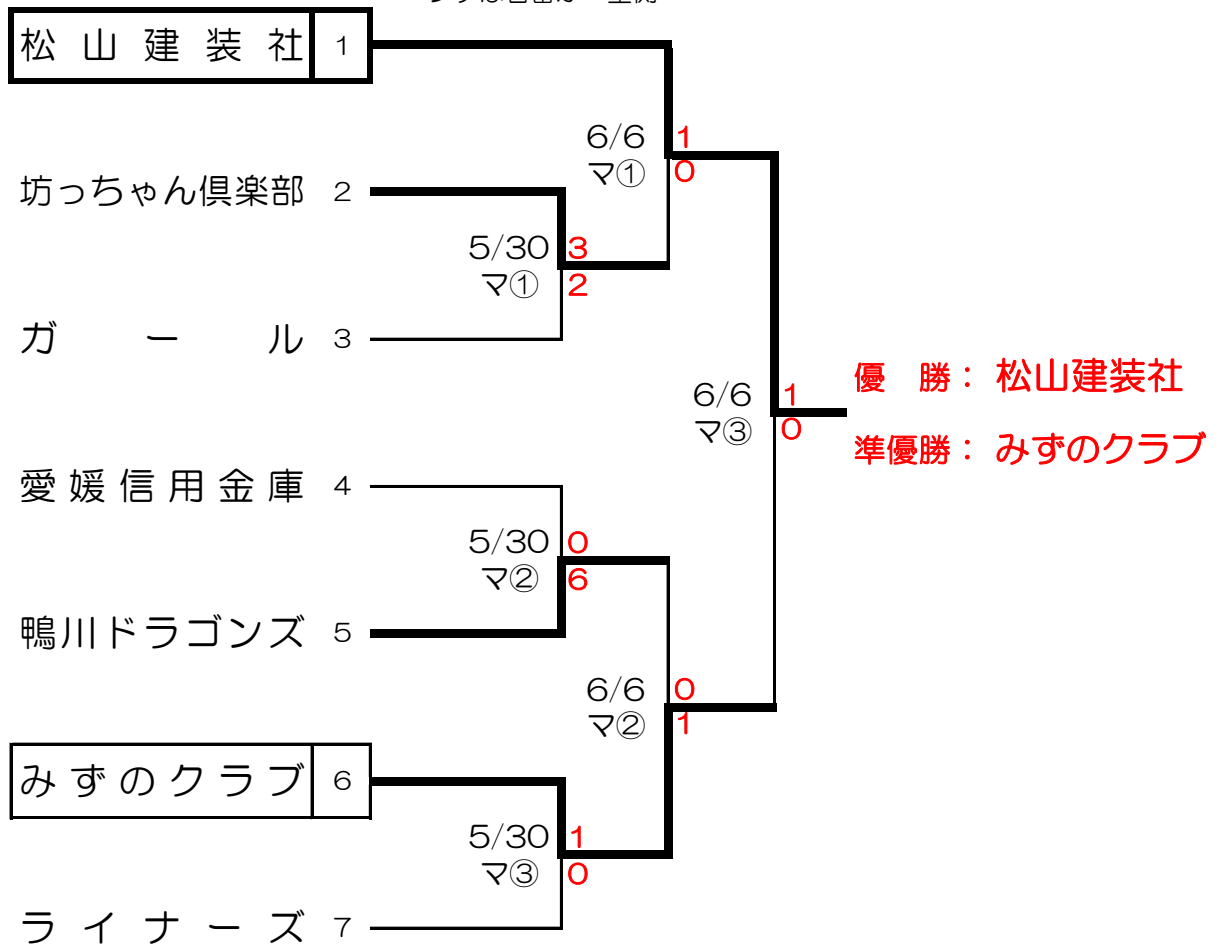 松山建装社 1
6/6 1
マ① 0
坊っちゃん倶楽部 2
5/30 3
マ① 2
ガール 3
優　勝： 松山建装社
6/6 1
マ③ 0
準優勝： みずのクラブ
愛媛信用金庫 4
5/30 0
マ② 6
鴨川ドラゴンズ 5
6/6 0
マ② 1
みずのクラブ 6
5/30 1
マ③ 0
ライナーズ 7